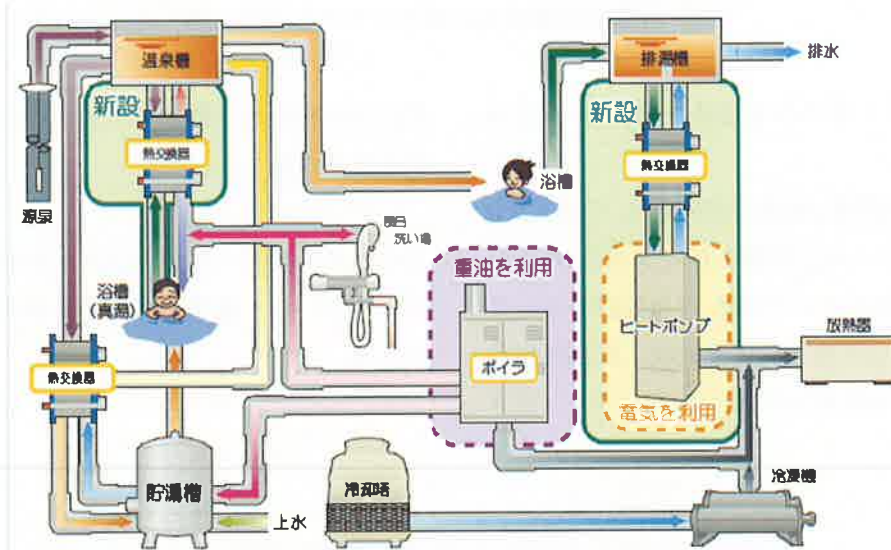 温泉槽
排湯槽
排水
新設
新設
熱交換器
熱交換器
源泉
浴槽
洗い場
重油を利用
浴槽
(真湯)
ヒートポンプ
放熱器
ボイラ
熱交換器
電気を利用
貯湯槽
冷却塔
冷凍機
上水